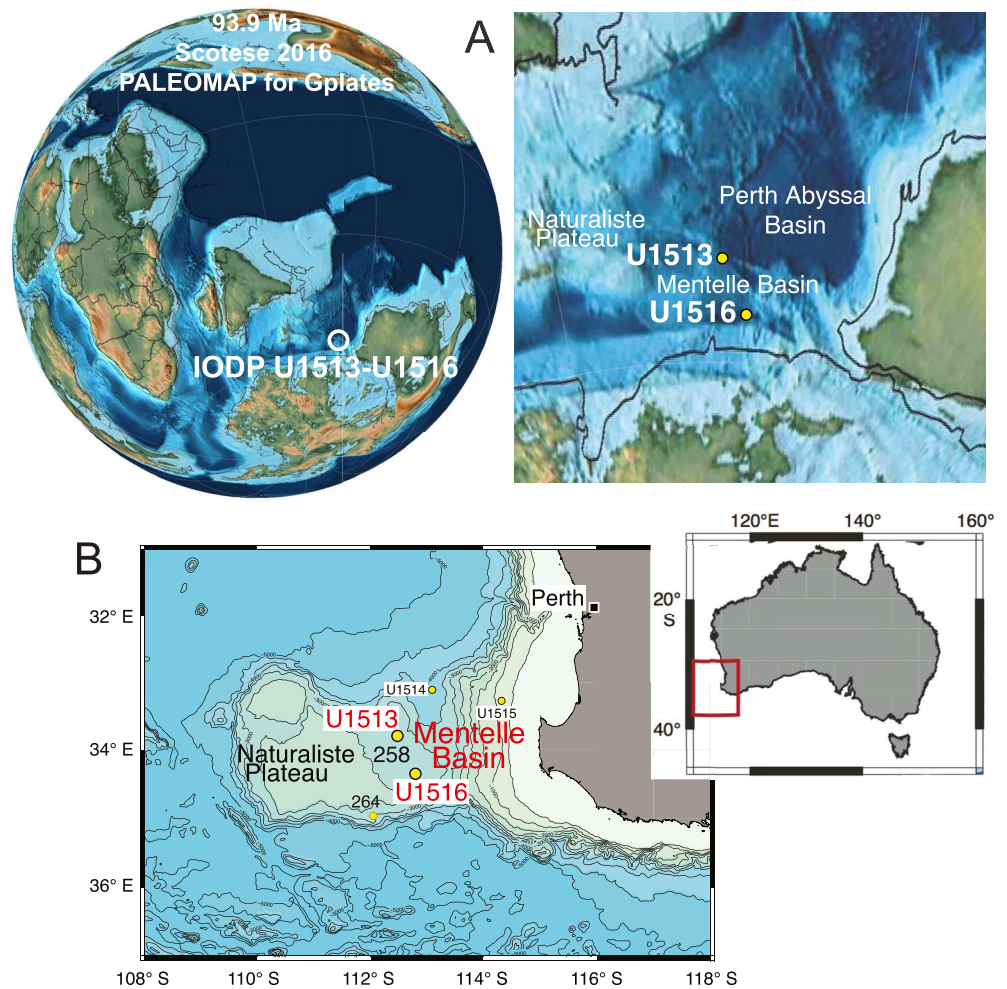 93.9 Ma
Scotese 2016
PALEOMAP for Gplates
IODP U1513-U1516
A
Perth Abyssal
Basin
Naturaliste
Plateau
U1513
Mentelle Basin
U1516
120°E
140°E
160°E
20°
S
40°
B
32° E
34° E
36° E
108° S
110° S
112° S
114° S
116° S
118° S
Perth
U1514
U1515
U1513
Mentelle
Basin
258
Naturaliste
Plateau
U1516
264